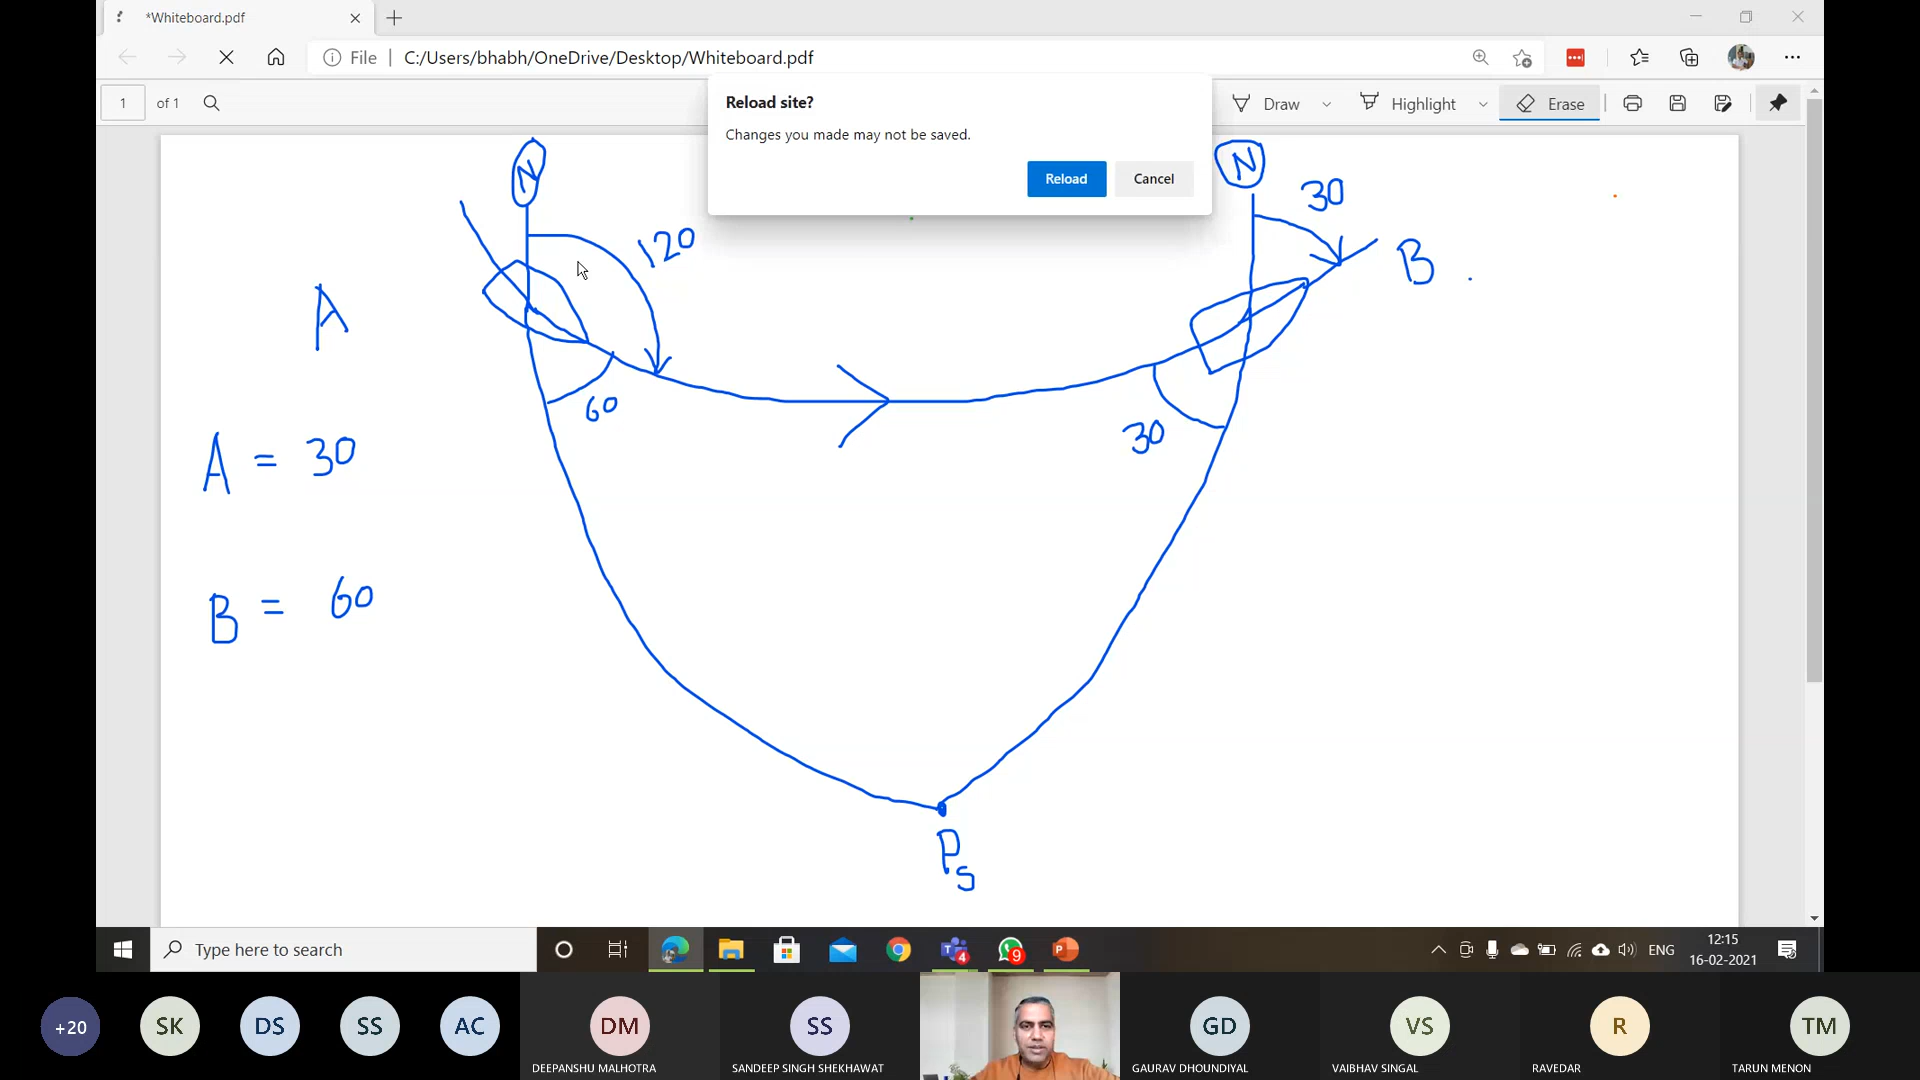 *Whiteboard.pdf
File
C:/Users/bhabh/OneDrive/Desktop/Whiteboard.pdf
1 of 1
Draw
Highlight
Erase
Reload site?
Changes you made may not be saved.
Reload
Cancel
N
N
30
120
B
A
60
30
A = 30
B = 60
Ps
Type here to search
4
9
ENG
12:15
16-02-2021
+20
SK
DS
SS
AC
DM
SS
GD
VS
R
TM
DEEPANSHU MALHOTRA
SANDEEP SINGH SHEKHAWAT
GAURAV DHOUNDIYAL
VAIBHAV SINGAL
RAVEDAR
TARUN MENON